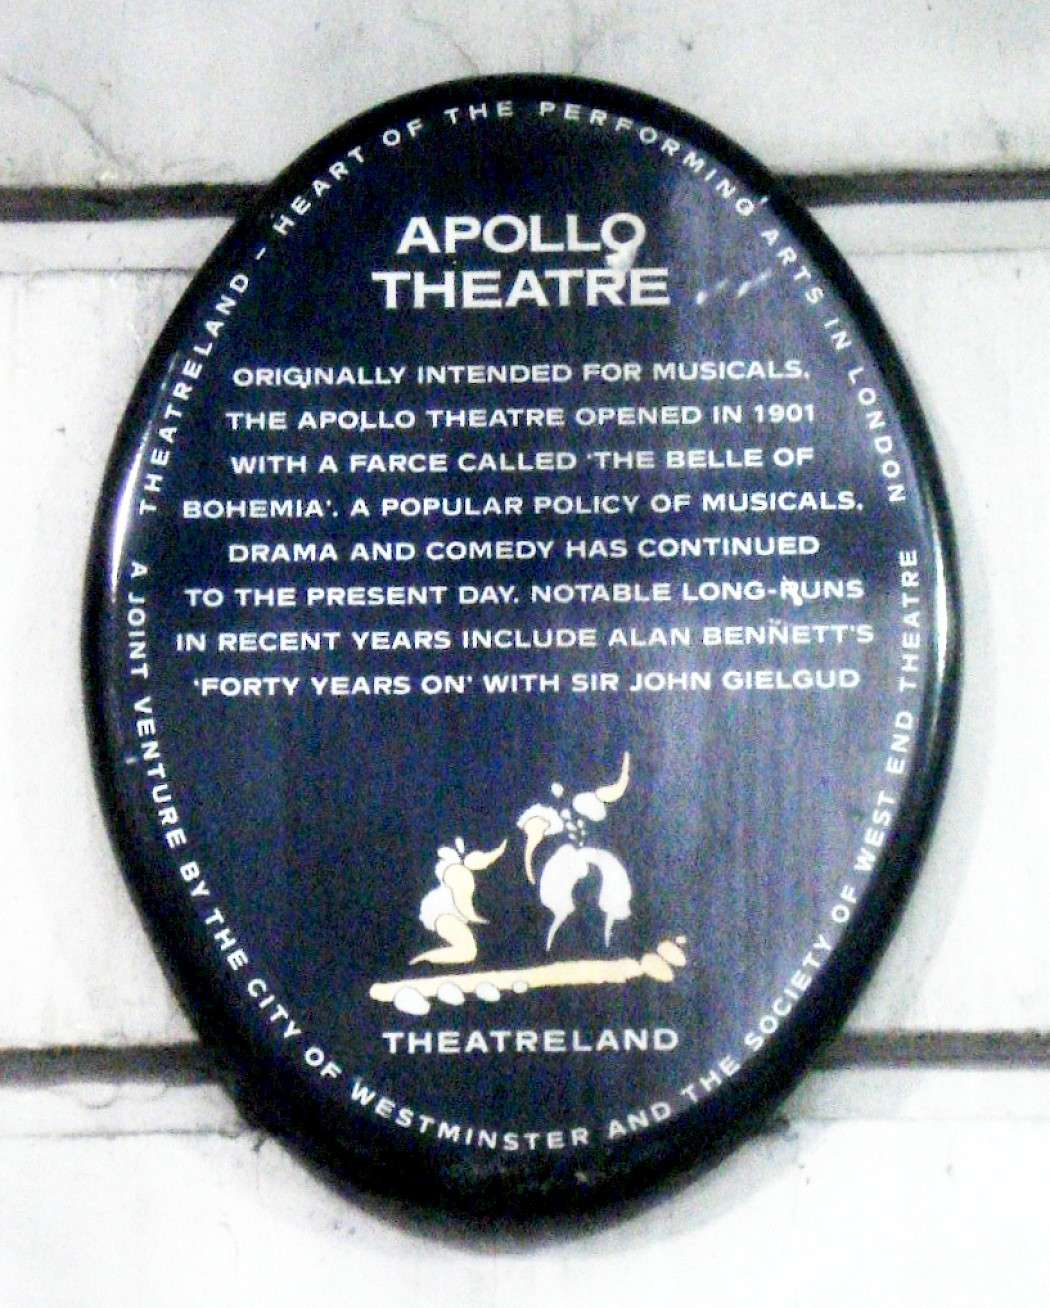 THEATRELAND – HEART OF THE PERFORMING ARTS IN LONDON
APOLLO
THEATRE
ORIGINALLY INTENDED FOR MUSICALS,
THE APOLLO THEATRE OPENED IN 1901
WITH A FARCE CALLED 'THE BELLE OF
BOHEMIA'. A POPULAR POLICY OF MUSICALS,
DRAMA AND COMEDY HAS CONTINUED
TO THE PRESENT DAY. NOTABLE LONG-RUNS
IN RECENT YEARS INCLUDE ALAN BENNETT'S
'FORTY YEARS ON' WITH SIR JOHN GIELGUD
THEATRELAND
A JOINT VENTURE BY THE CITY OF WESTMINSTER AND THE SOCIETY OF WEST END THEATRE